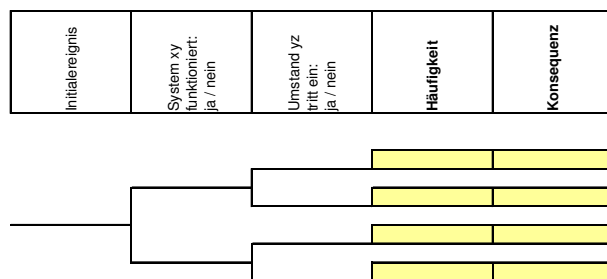 Initialereignis
System xy
funktioniert:
ja / nein
Umstand yz
tritt ein:
ja / nein
Häufigkeit
Konsequenz